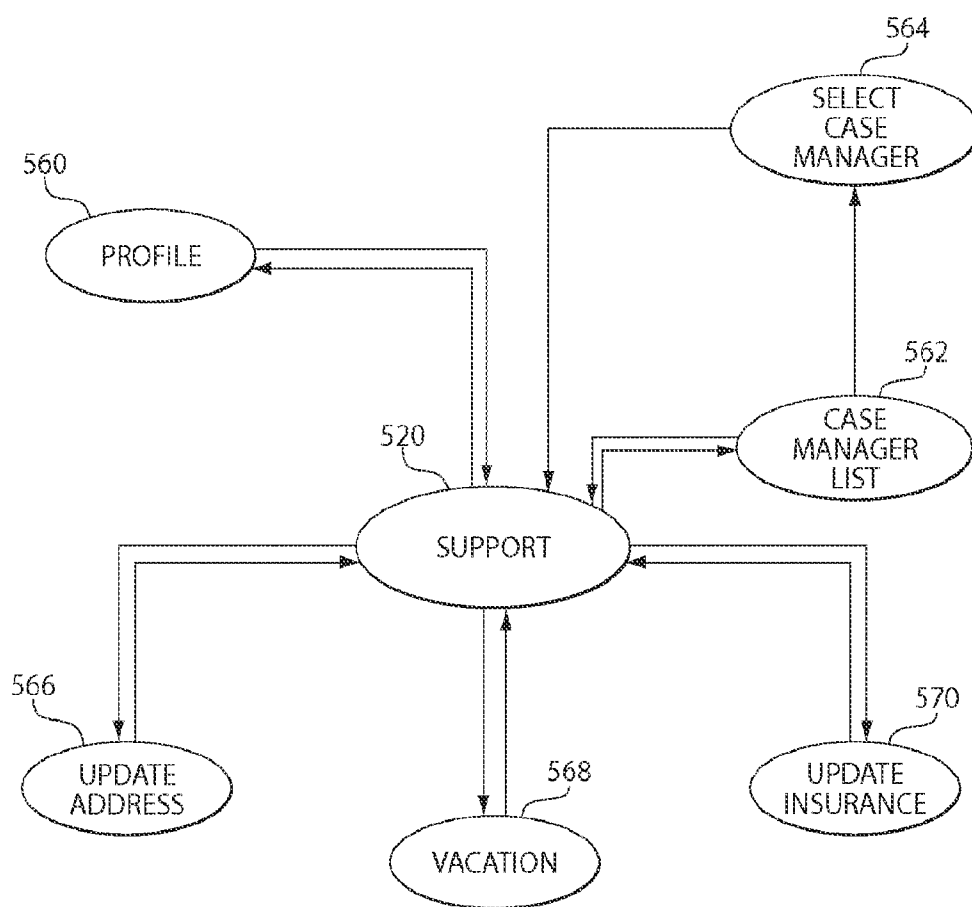 564
SELECT
CASE
MANAGER
560
PROFILE
562
CASE
MANAGER
LIST
520
SUPPORT
566
UPDATE
ADDRESS
568
VACATION
570
UPDATE
INSURANCE